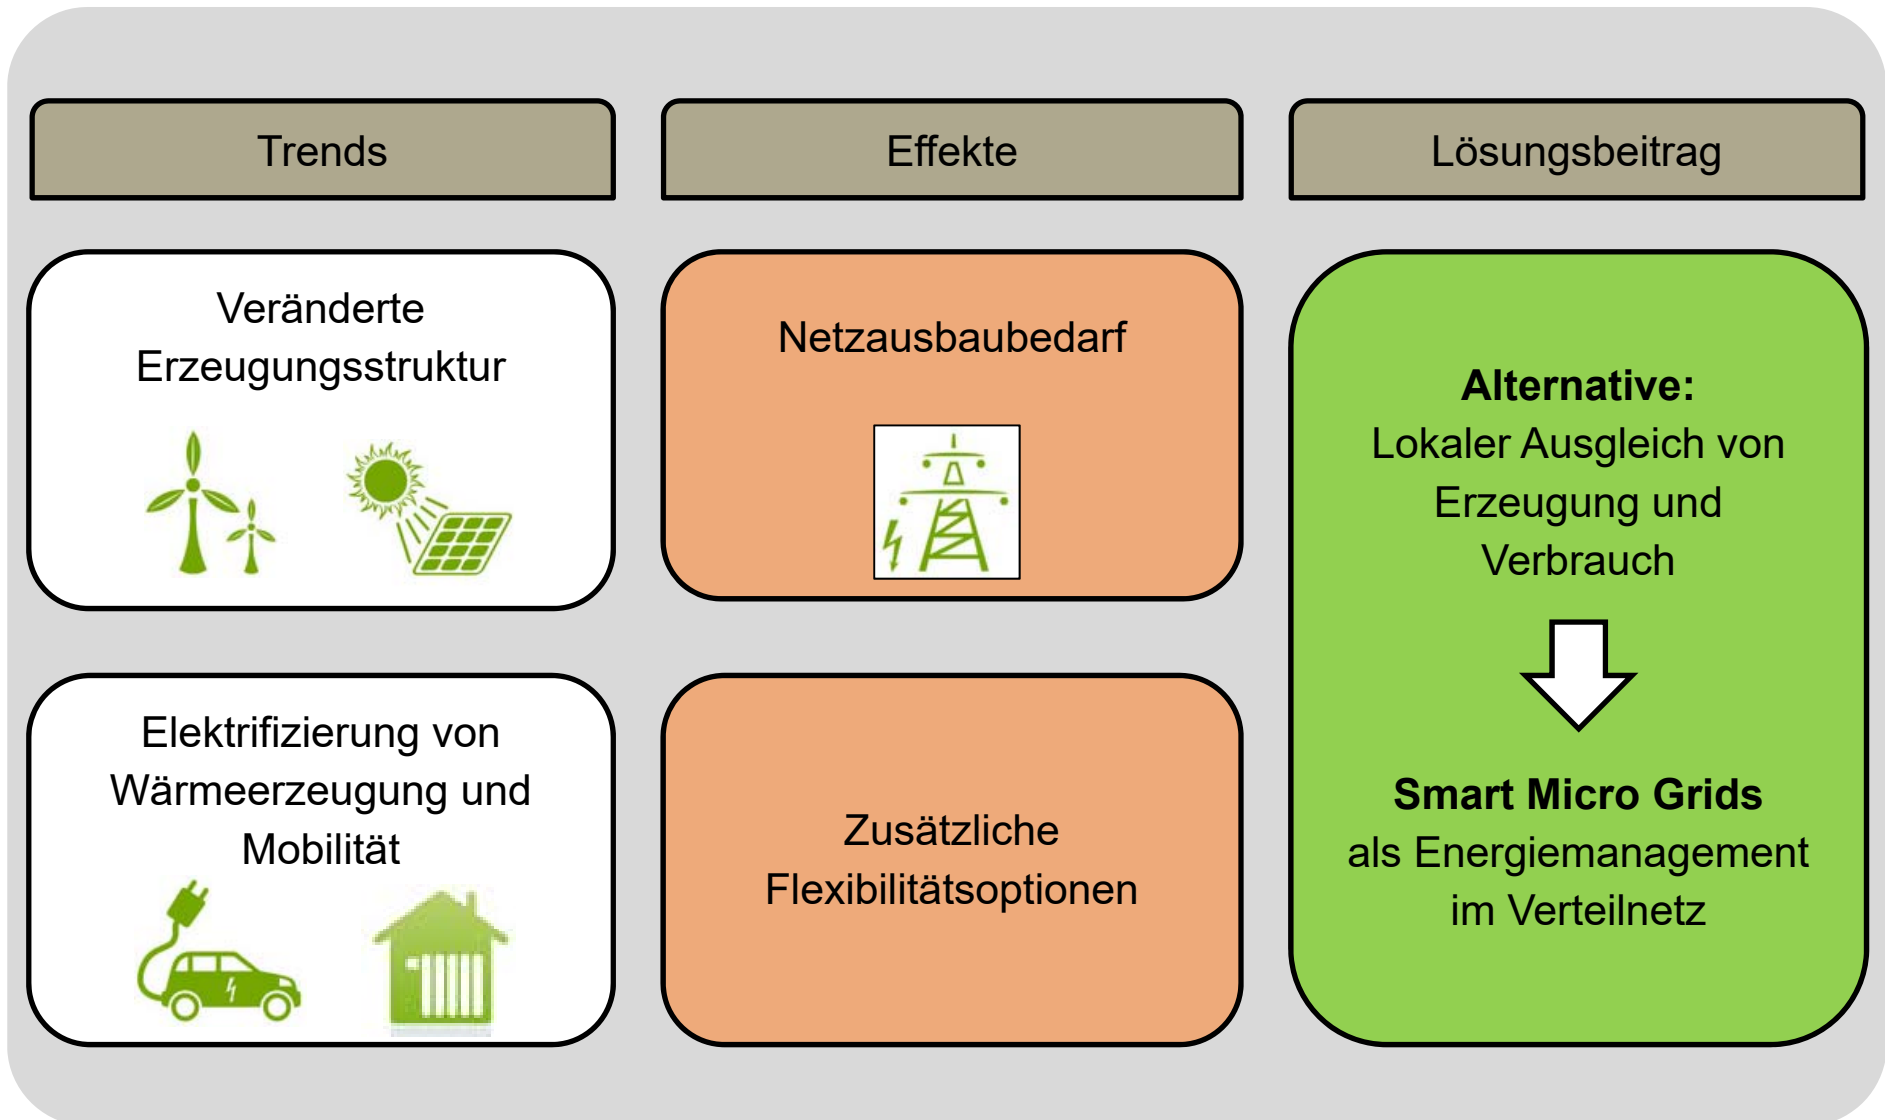 Trends
Effekte
Lösungsbeitrag
Veränderte
Erzeugungsstruktur
Netzausbaubedarf
Elektrifizierung von
Wärmeerzeugung und
Mobilität
Zusätzliche
Flexibilitätsoptionen
Alternative:
Lokaler Ausgleich von
Erzeugung und
Verbrauch
Smart Micro Grids
als Energiemanagement
im Verteilnetz